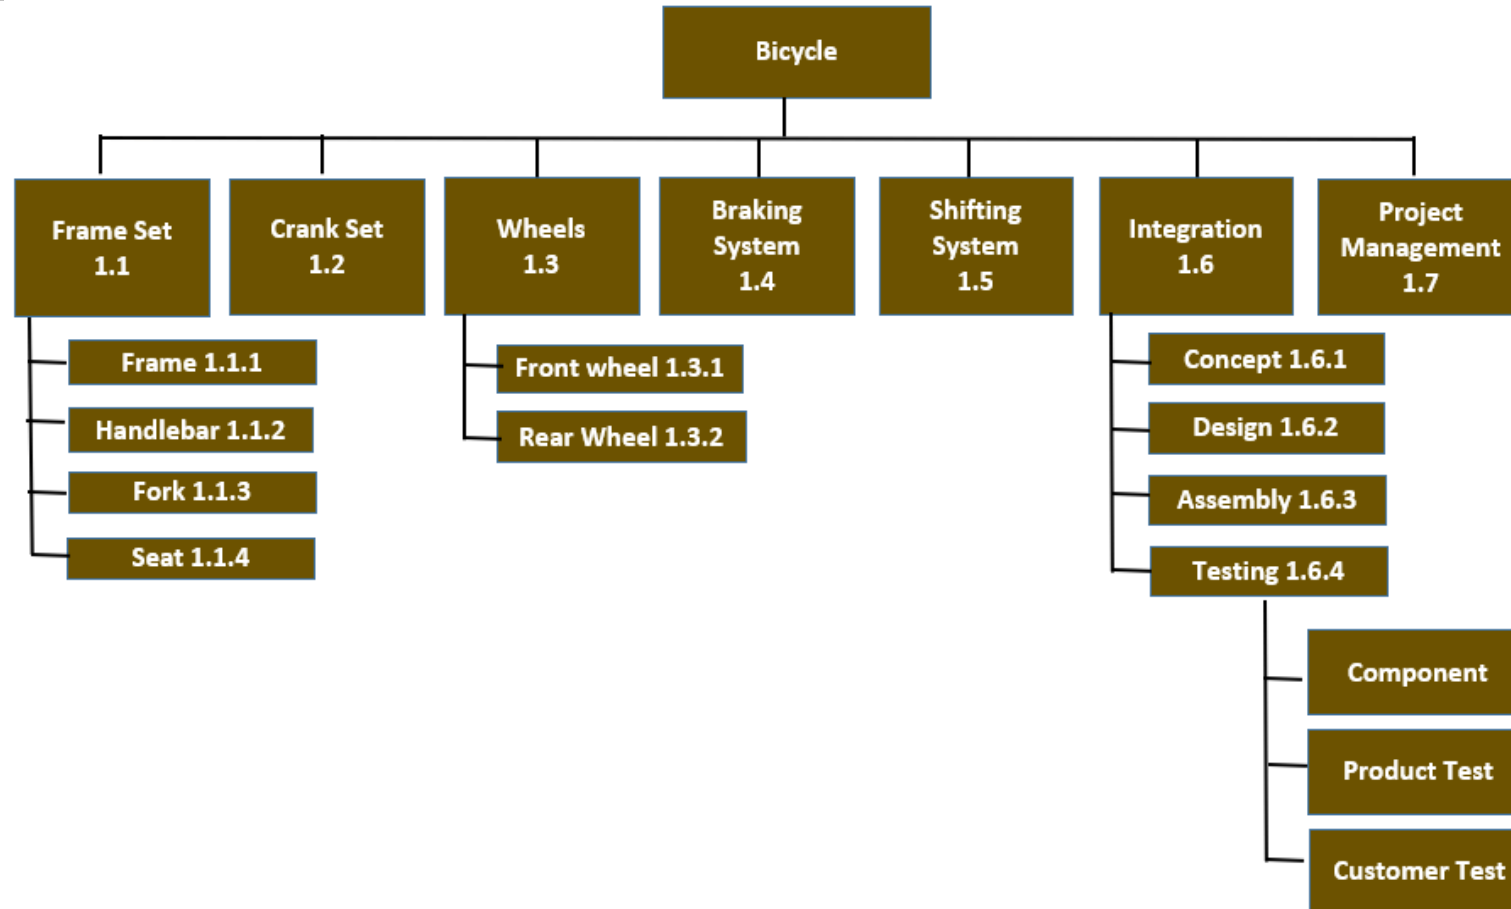 Bicycle
Frame Set
1.1
Crank Set
1.2
Wheels
1.3
Braking
System
1.4
Shifting
System
1.5
Integration
1.6
Project
Management
1.7
Frame 1.1.1
Handlebar 1.1.2
Fork 1.1.3
Seat 1.1.4
Front wheel 1.3.1
Rear Wheel 1.3.2
Concept 1.6.1
Design 1.6.2
Assembly 1.6.3
Testing 1.6.4
Component
Product Test
Customer Test